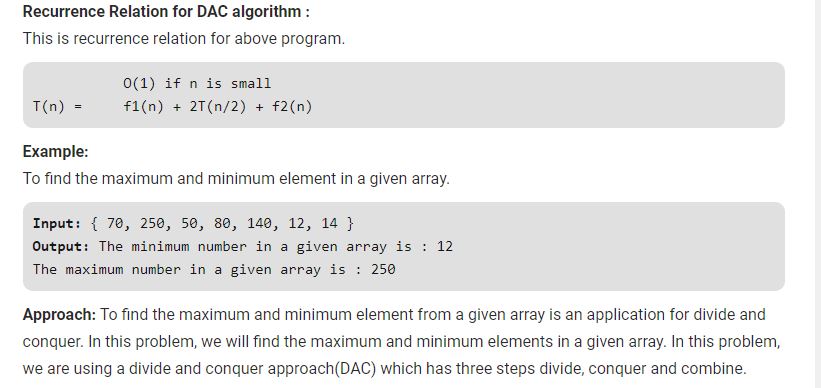 Recurrence Relation for DAC algorithm :
This is recurrence relation for above program.
O(1) if n is small
T(n) = f1(n) + 2T(n/2) + f2(n)
Example:
To find the maximum and minimum element in a given array.
Input: { 70, 250, 50, 80, 140, 12, 14 }
Output: The minimum number in a given array is : 12
The maximum number in a given array is : 250
Approach: To find the maximum and minimum element from a given array is an application for divide and
conquer. In this problem, we will find the maximum and minimum elements in a given array. In this problem,
we are using a divide and conquer approach(DAC) which has three steps divide, conquer and combine.